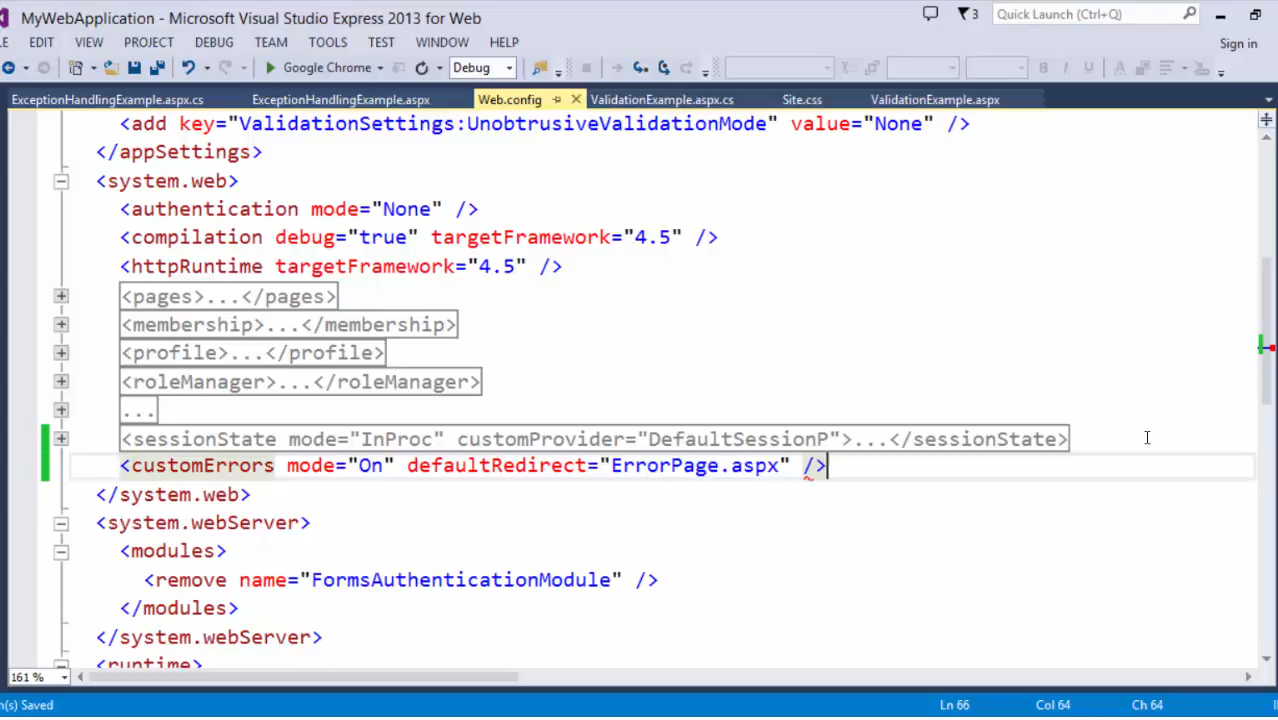 MyWebApplication - Microsoft Visual Studio Express 2013 for Web
3
Quick Launch (Ctrl+Q)
LE EDIT VIEW PROJECT DEBUG TEAM TOOLS TEST WINDOW HELP
Sign in
Google Chrome Debug B I U A
ExceptionHandlingExample.aspx.cs ExceptionHandlingExample.aspx Web.config ValidationExample.aspx.cs Site.css ValidationExample.aspx
<add key="ValidationSettings:UnobtrusiveValidationMode" value="None" />
</appSettings>
<system.web>
<authentication mode="None" />
<compilation debug="true" targetFramework="4.5" />
<httpRuntime targetFramework="4.5" />
<pages>...</pages>
<membership>...</membership>
<profile>...</profile>
<roleManager>...</roleManager>
...
<sessionState mode="InProc" customProvider="DefaultSessionP">...</sessionState>
<customErrors mode="On" defaultRedirect="ErrorPage.aspx" />
</system.web>
<system.webServer>
<modules>
<remove name="FormsAuthenticationModule" />
</modules>
</system.webServer>
<runtime>
161 %
n(s) Saved Ln 66 Col 64 Ch 64